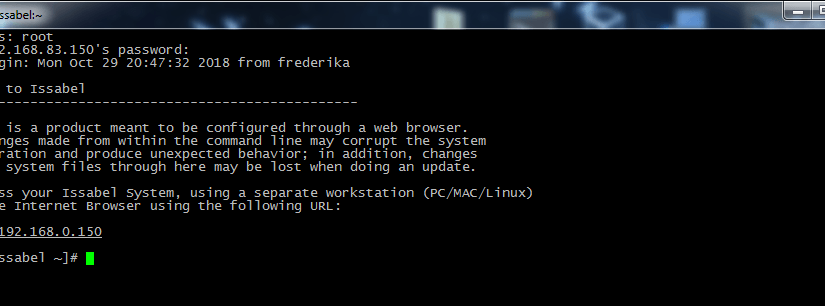 ssabel:~
s: root
2.168.83.150's password:
gin: Mon Oct 29 20:47:32 2018 from frederika
to Issabel
----------------------------------------------
is a product meant to be configured through a web browser.
nges made from within the command line may corrupt the system
ration and produce unexpected behavior; in addition, changes
system files through here may be lost when doing an update.
ss your Issabel System, using a separate workstation (PC/MAC/Linux)
e Internet Browser using the following URL:
192.168.0.150
ssabel ~]#